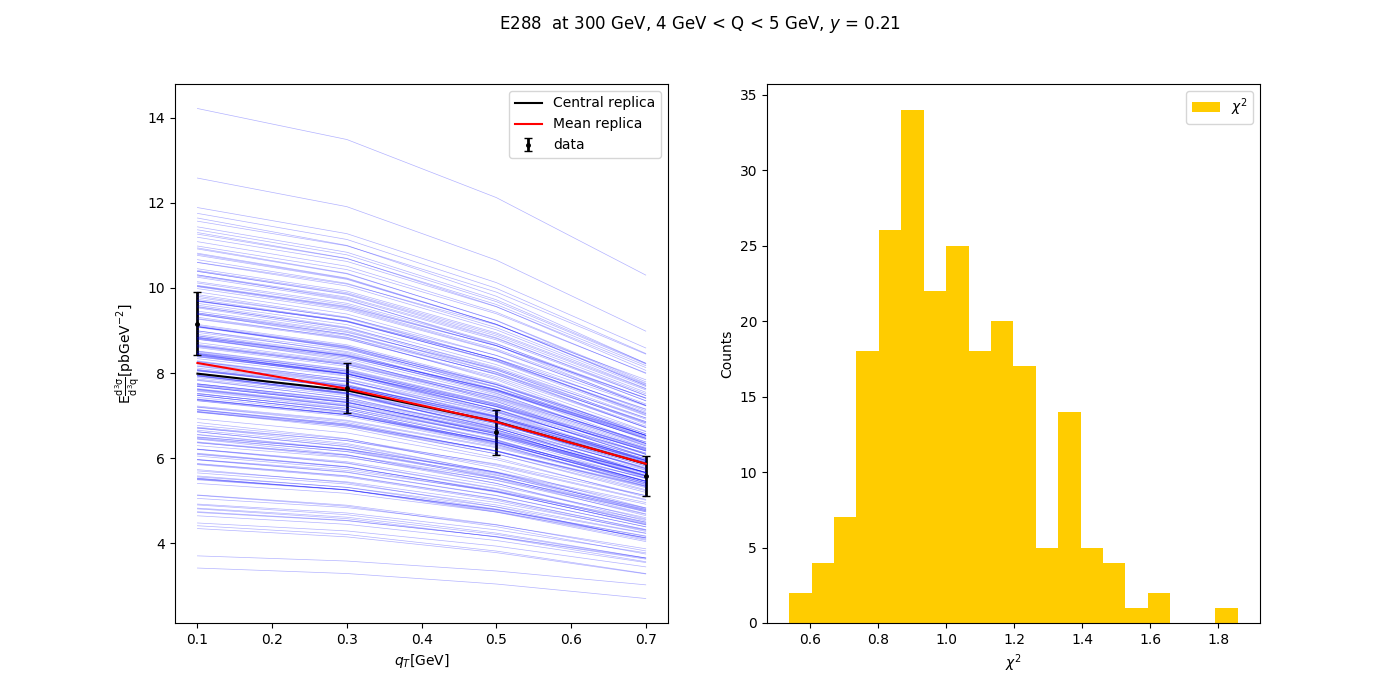 E288 at 300 GeV, 4 GeV < Q < 5 GeV, y = 0.21
Central replica
Mean replica
data
14
12
10
8
6
4
E d³σ/d³q [pbGeV⁻²]
0.1 0.2 0.3 0.4 0.5 0.6 0.7
q_T[GeV]
χ²
35
30
25
20
15
10
5
0
Counts
0.6 0.8 1.0 1.2 1.4 1.6 1.8
χ²